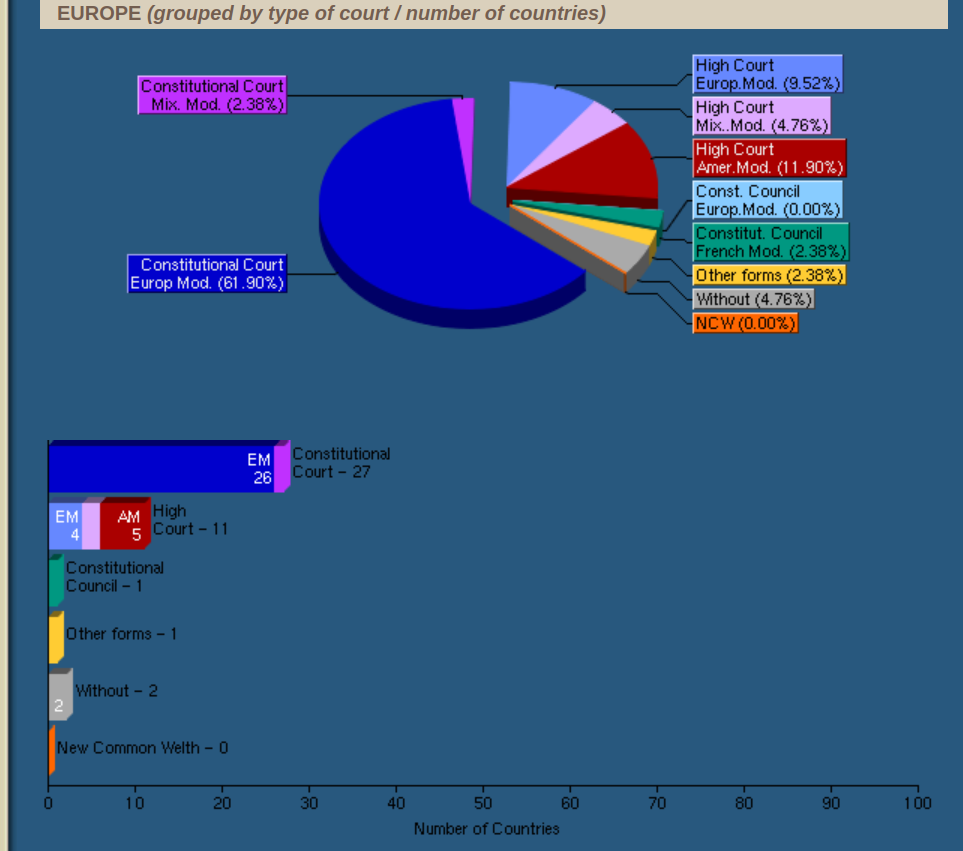 EUROPE (grouped by type of court / number of countries)
Constitutional Court
Mix. Mod. (2.38%)
High Court
Europ.Mod. (9.52%)
High Court
Mix..Mod. (4.76%)
High Court
Amer.Mod. (11.90%)
Const. Council
Europ.Mod. (0.00%)
Constitut. Council
French Mod. (2.38%)
Constitutional Court
Europ Mod. (61.90%)
Other forms (2.38%)
Without (4.76%)
NCW (0.00%)
EM
26
Constitutional
Court – 27
EM
4
AM
5
High
Court – 11
Constitutional
Council – 1
Other forms – 1
2
Without – 2
New Common Welth – 0
0 10 20 30 40 50 60 70 80 90 100
Number of Countries